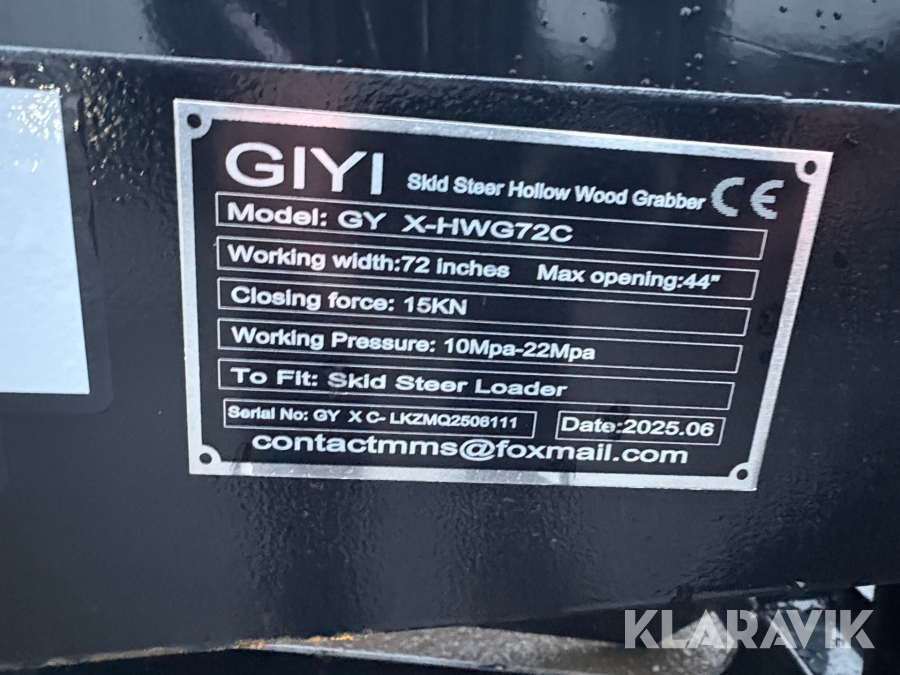 GIYI Skid Steer Hollow Wood Grabber CE
Model: GY X-HWG72C
Working width:72 inches Max opening:44"
Closing force: 15KN
Working Pressure: 10Mpa-22Mpa
To Fit: Skid Steer Loader
Serial No: GY X C- LKZMQ2506111 Date:2025.06
contactmms@foxmail.com
KLARAVIK